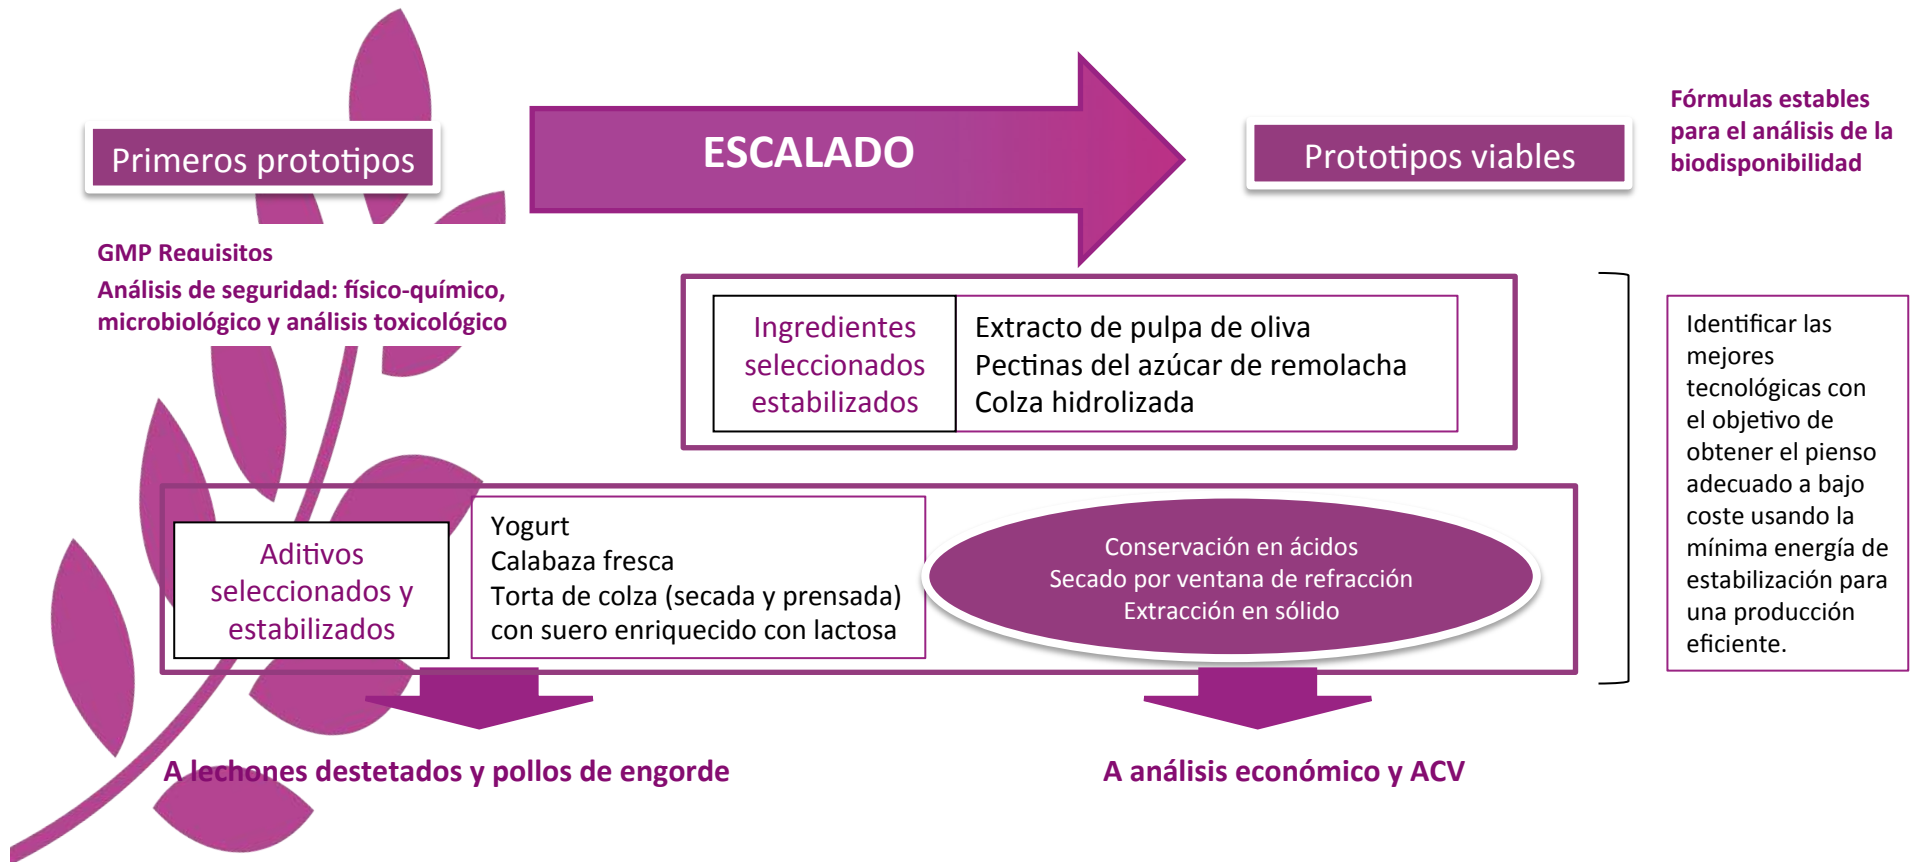 Primeros prototipos
ESCALADO
Prototipos viables
Fórmulas estables
para el análisis de la
biodisponibilidad
GMP Requisitos
Análisis de seguridad: físico-químico,
microbiológico y análisis toxicológico
Ingredientes
seleccionados
estabilizados
Extracto de pulpa de oliva
Pectinas del azúcar de remolacha
Colza hidrolizada
Identificar las
mejores
tecnológicas con
el objetivo de
obtener el pienso
adecuado a bajo
coste usando la
mínima energía de
estabilización para
una producción
eficiente.
Aditivos
seleccionados y
estabilizados
Yogurt
Calabaza fresca
Torta de colza (secada y prensada)
con suero enriquecido con lactosa
Conservación en ácidos
Secado por ventana de refracción
Extracción en sólido
A lechones destetados y pollos de engorde
A análisis económico y ACV